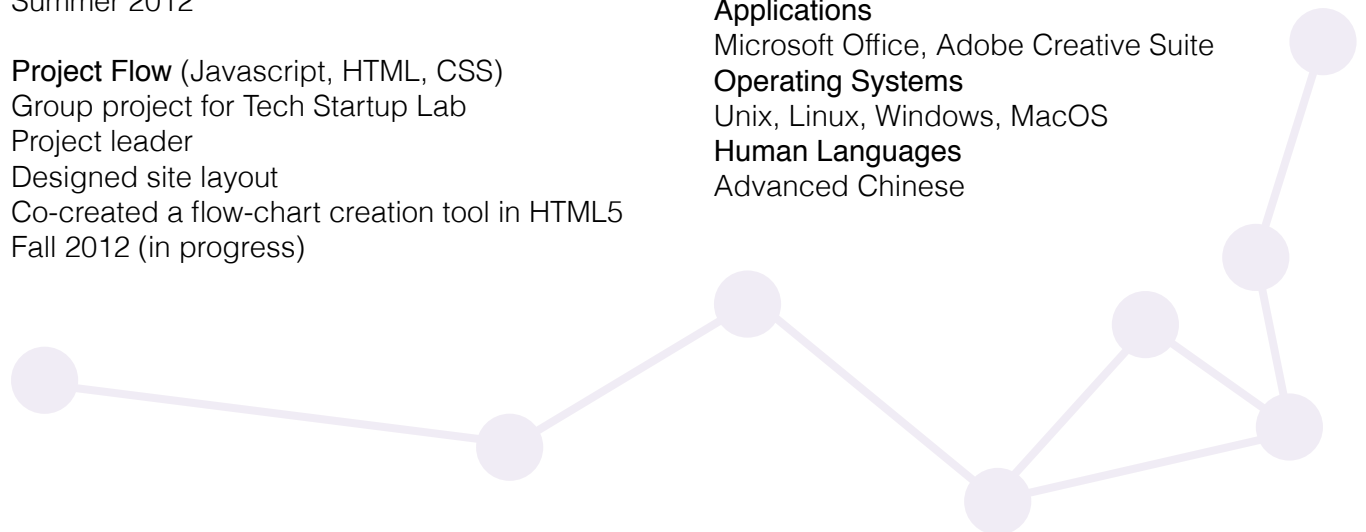 Summer 2012
Project Flow (Javascript, HTML, CSS)
Group project for Tech Startup Lab
Project leader
Designed site layout
Co-created a flow-chart creation tool in HTML5
Fall 2012 (in progress)
Applications
Microsoft Office, Adobe Creative Suite
Operating Systems
Unix, Linux, Windows, MacOS
Human Languages
Advanced Chinese